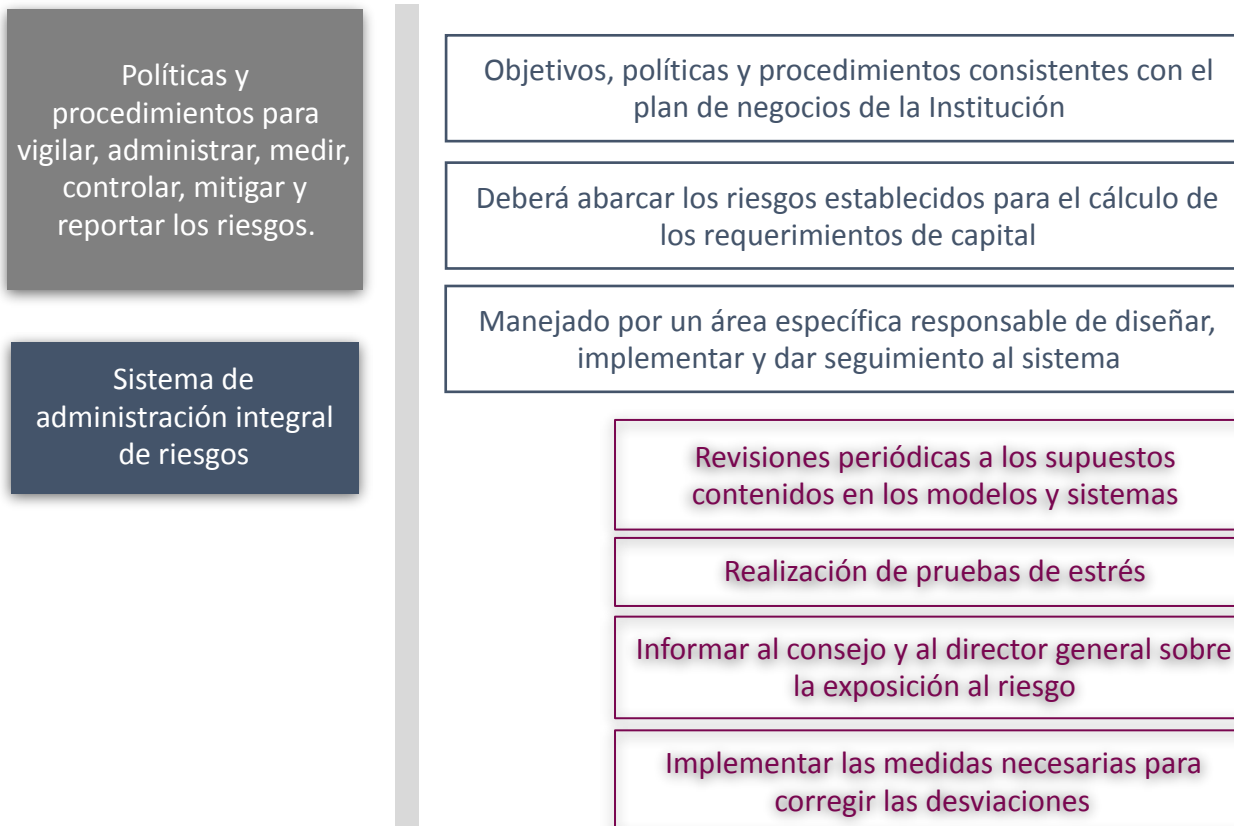 Políticas y
procedimientos para
vigilar, administrar, medir,
controlar, mitigar y
reportar los riesgos.
Sistema de
administración integral
de riesgos
Objetivos, políticas y procedimientos consistentes con el
plan de negocios de la Institución
Deberá abarcar los riesgos establecidos para el cálculo de
los requerimientos de capital
Manejado por un área específica responsable de diseñar,
implementar y dar seguimiento al sistema
Revisiones periódicas a los supuestos
contenidos en los modelos y sistemas
Realización de pruebas de estrés
Informar al consejo y al director general sobre
la exposición al riesgo
Implementar las medidas necesarias para
corregir las desviaciones